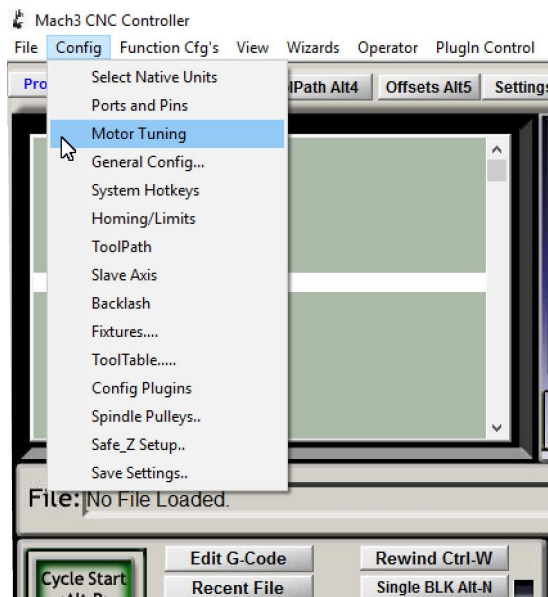 Mach3 CNC Controller
File Config Function Cfg's View Wizards Operator PlugIn Control
Alt4 Offsets Alt5
Select Native Units
Ports and Pins
Motor Tuning
General Config...
System Hotkeys
Homing/Limits
ToolPath
Slave Axis
Backlash
Fixtures....
ToolTable.....
Config Plugins
Spindle Pulleys..
Safe_Z Setup..
Save Settings..
File: No File Loaded.
Edit G-Code Rewind Ctrl-W
Cycle Start
Recent File Single BLK Alt-N